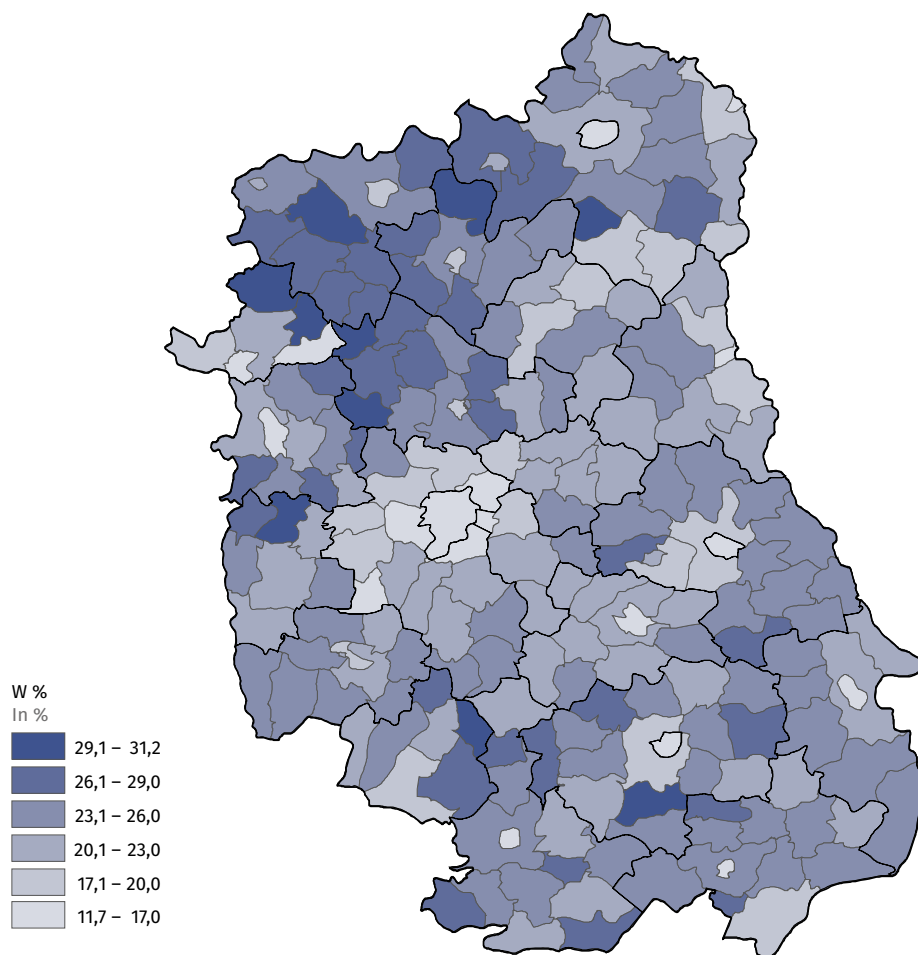 W %
In %
29,1 – 31,2
26,1 – 29,0
23,1 – 26,0
20,1 – 23,0
17,1 – 20,0
11,7 – 17,0